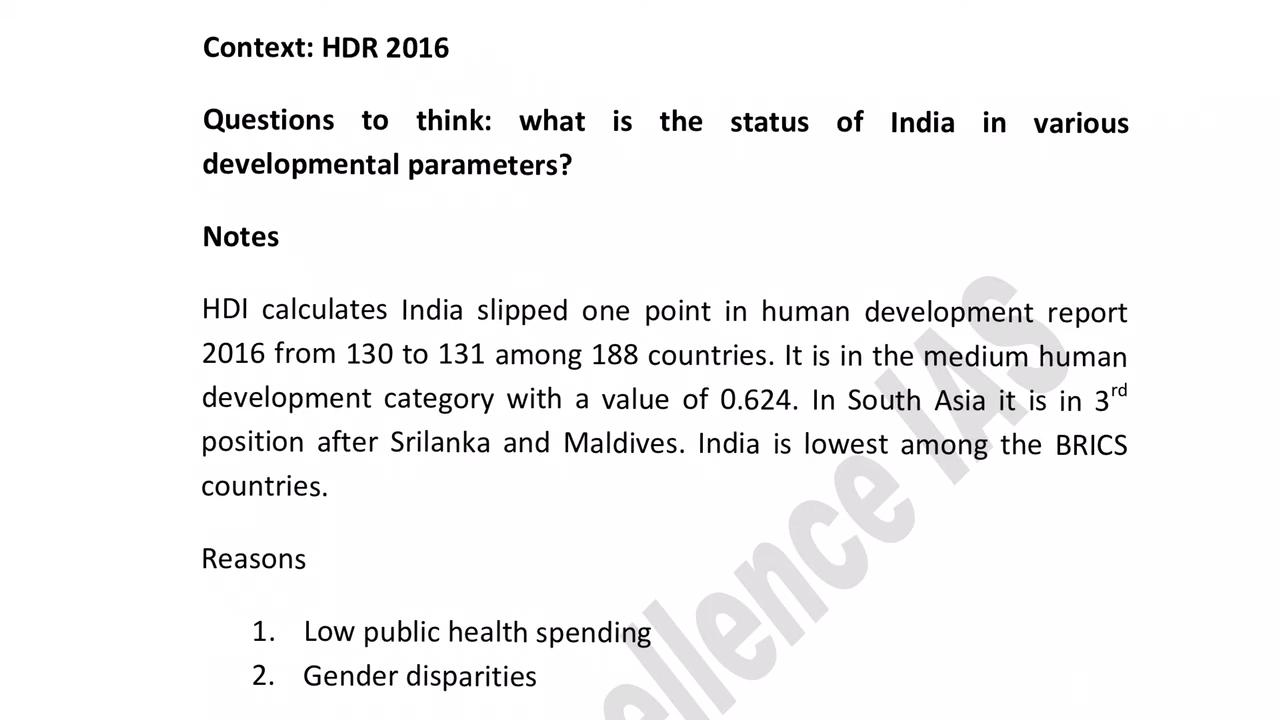 Context: HDR 2016
Questions to think: what is the status of India in various
developmental parameters?
Notes
HDI calculates India slipped one point in human development report
2016 from 130 to 131 among 188 countries. It is in the medium human
development category with a value of 0.624. In South Asia it is in 3rd
position after Srilanka and Maldives. India is lowest among the BRICS
countries.
Reasons
1. Low public health spending
2. Gender disparities
ellence IAS